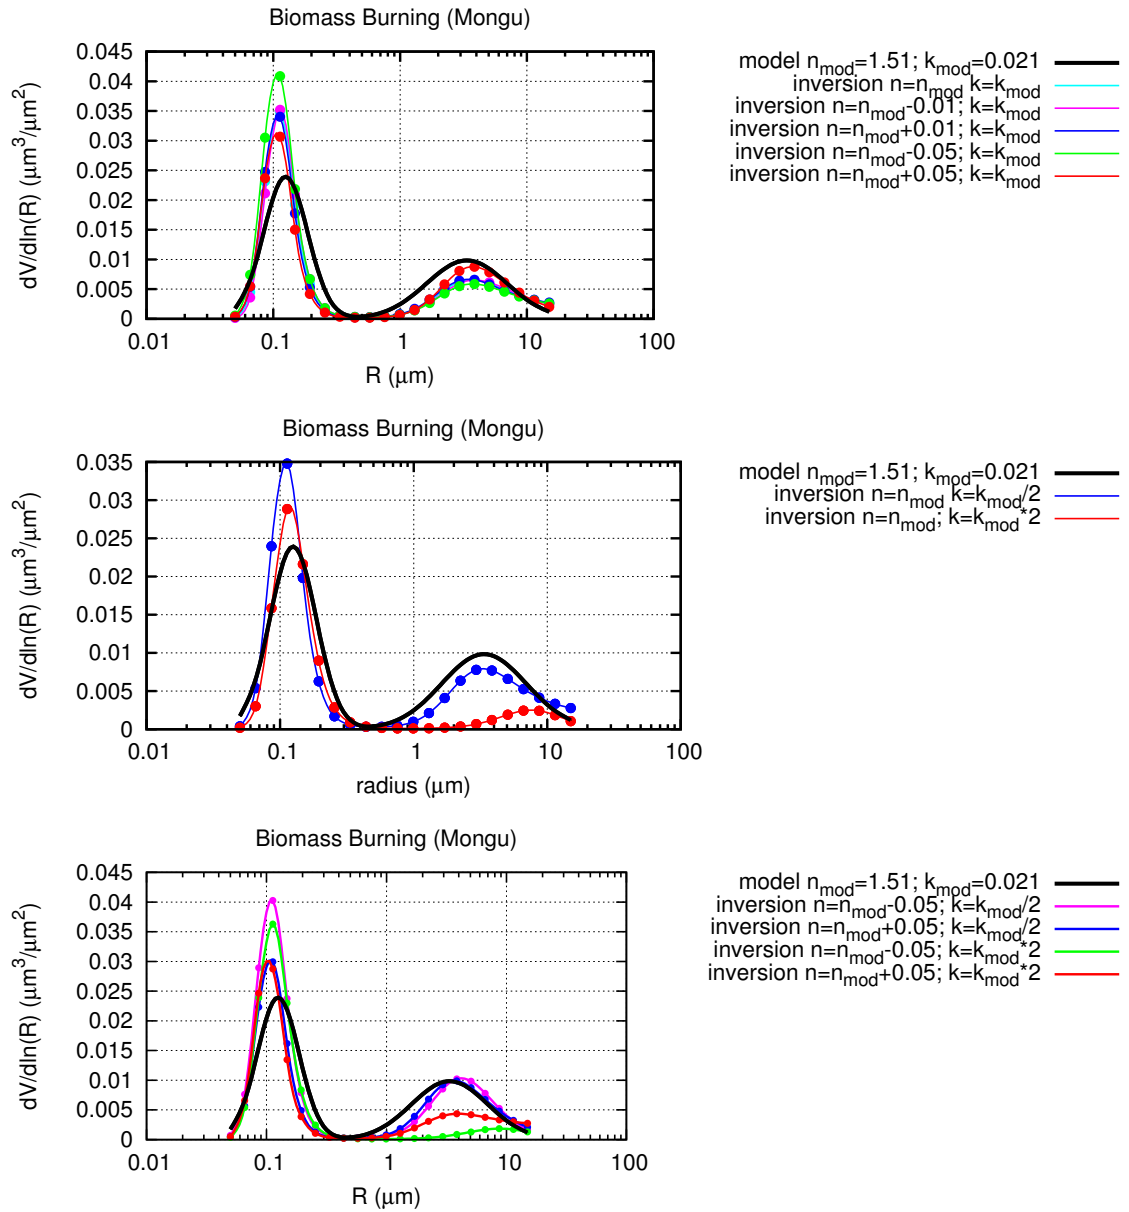 Biomass Burning (Mongu)
dV/dln(R) (μm³/μm²)
0.045
0.04
0.035
0.03
0.025
0.02
0.015
0.01
0.005
0
0.01 0.1 1 10 100
R (μm)
model n_mod=1.51; k_mod=0.021
inversion n=n_mod k=k_mod
inversion n=n_mod-0.01; k=k_mod
inversion n=n_mod+0.01; k=k_mod
inversion n=n_mod-0.05; k=k_mod
inversion n=n_mod+0.05; k=k_mod
Biomass Burning (Mongu)
dV/dln(R) (μm³/μm²)
0.035
0.03
0.025
0.02
0.015
0.01
0.005
0
0.01 0.1 1 10 100
radius (μm)
model n_mod=1.51; k_mod=0.021
inversion n=n_mod k=k_mod/2
inversion n=n_mod; k=k_mod*2
Biomass Burning (Mongu)
dV/dln(R) (μm³/μm²)
0.045
0.04
0.035
0.03
0.025
0.02
0.015
0.01
0.005
0
0.01 0.1 1 10 100
R (μm)
model n_mod=1.51; k_mod=0.021
inversion n=n_mod-0.05; k=k_mod/2
inversion n=n_mod+0.05; k=k_mod/2
inversion n=n_mod-0.05; k=k_mod*2
inversion n=n_mod+0.05; k=k_mod*2